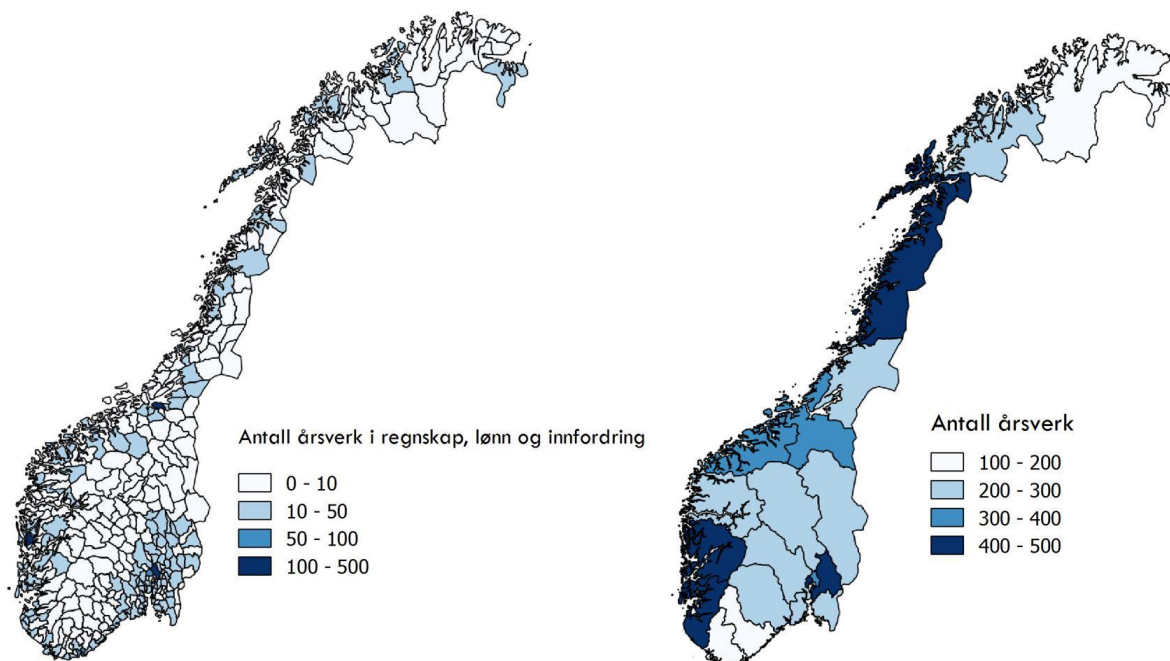 Antall årsverk i regnskap, lønn og innfordring
0 - 10
10 - 50
50 - 100
100 - 500
Antall årsverk
100 - 200
200 - 300
300 - 400
400 - 500